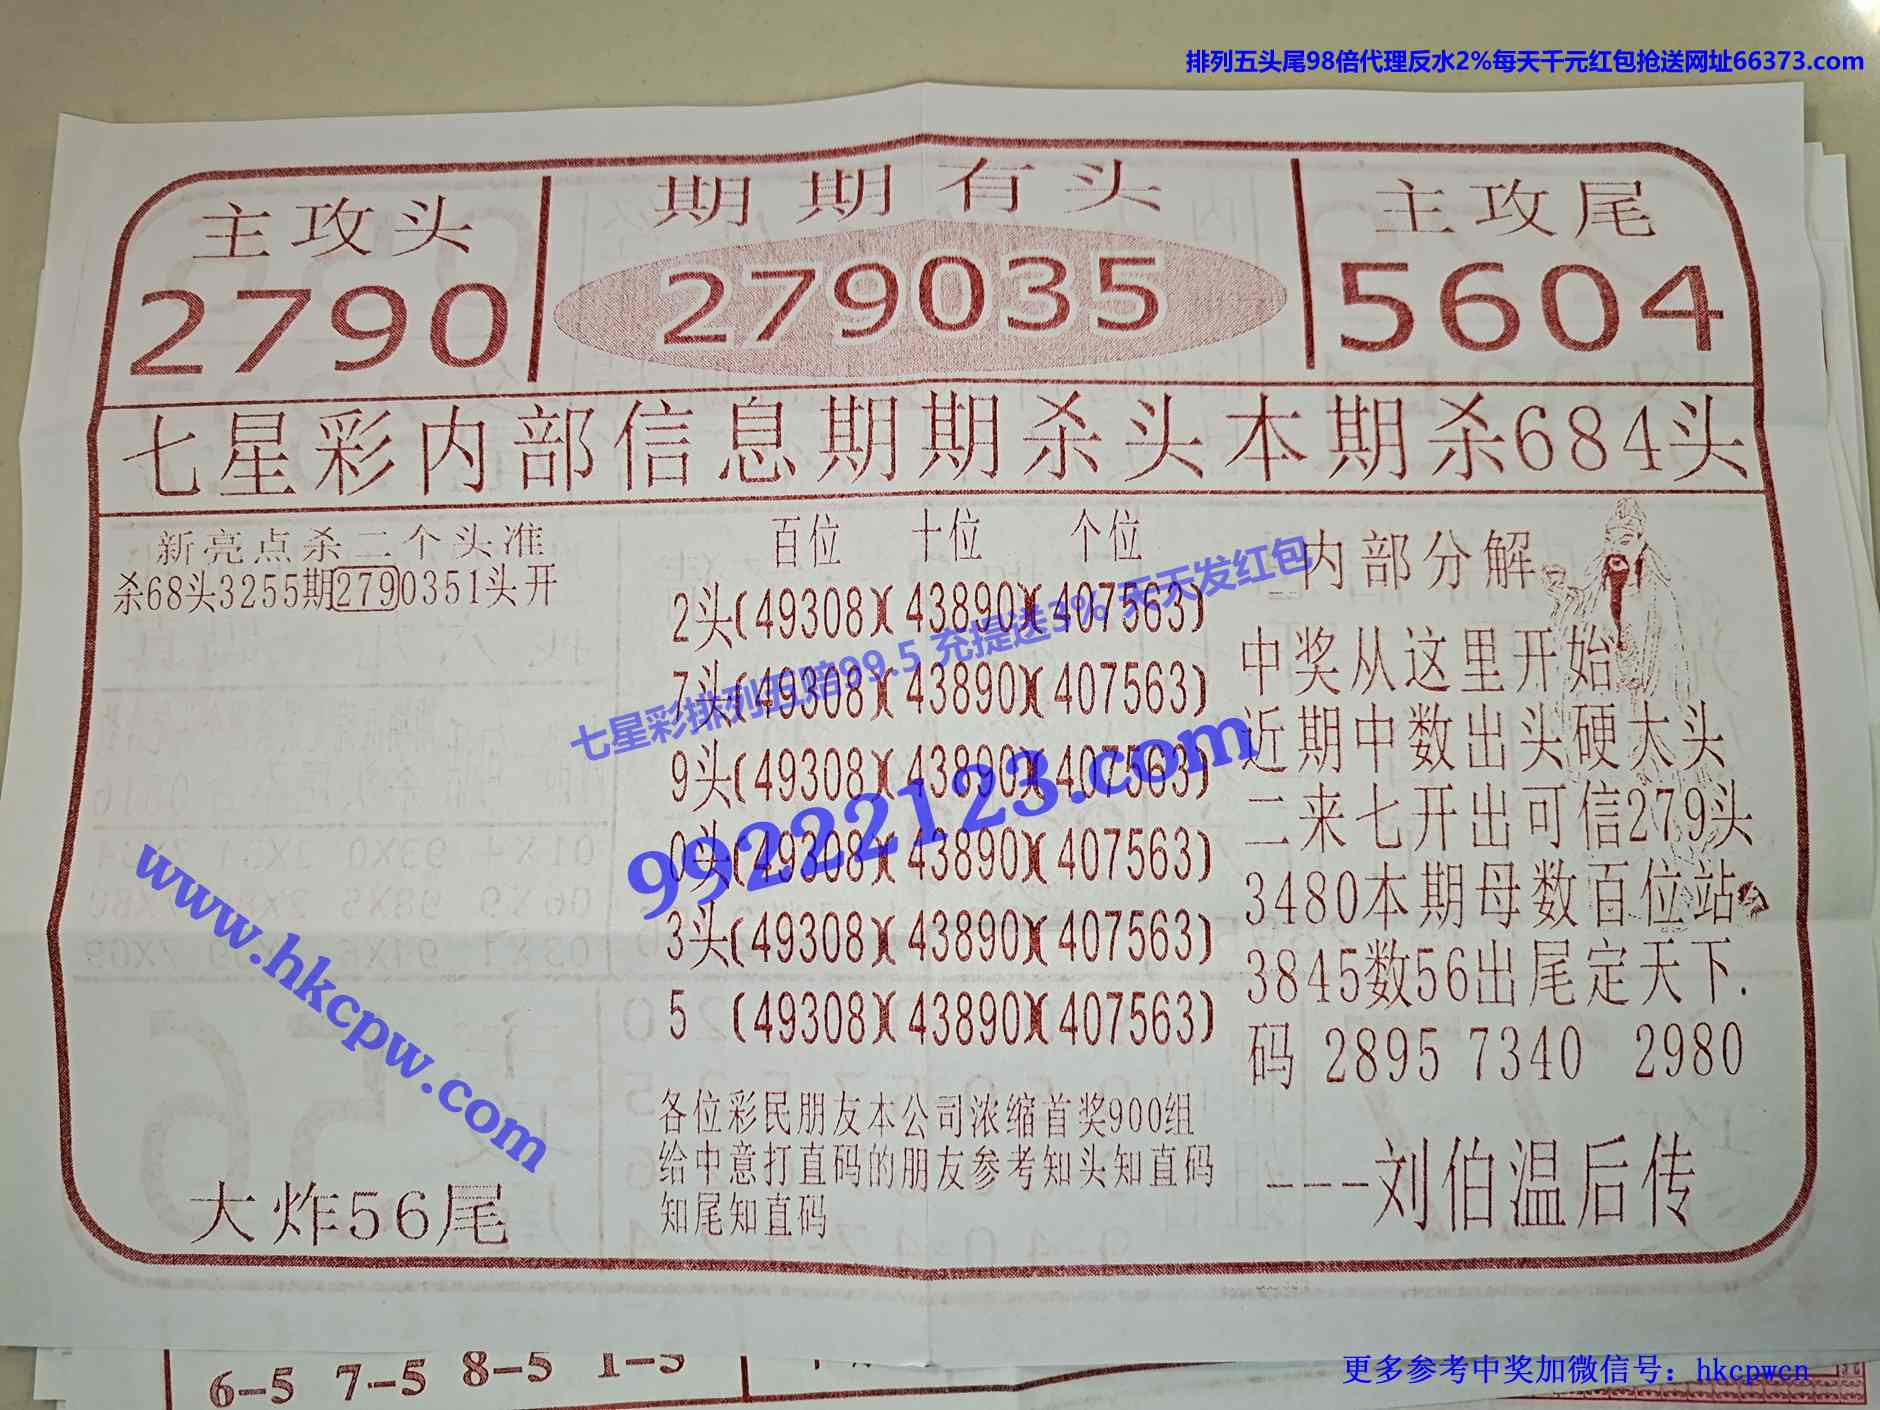 排列五头尾98倍代理反水2%每天千元红包抢送网址66373.com
主攻头
2790
期期有头
279035
主攻尾
5604
七星彩内部信息期期杀头本期杀684头
新亮点杀二个头准
杀68头3255期2790351头开
百位 十位 个位
2头(49308)(43890)(407563)
7头(49308)(43890)(407563)
9头(49308)(43890)(407563)
0头(49308)(43890)(407563)
3头(49308)(43890)(407563)
5 (49308)(43890)(407563)
各位彩民朋友本公司浓缩首奖900组
给中意打直码的朋友参考知头知直码
知尾知直码
内部分解
中奖从这里开始
近期中数出头硬太头
二来七开出可信279头
3480本期母数百位站
3845数56出尾定天下.
码 2895 7340 2980
---刘伯温后传
大炸56尾
七星彩排列五赔99.5 充提送3% 天天发红包
99222123.com
www.hkcpw.com
6-5 7-5 8-5 1-5
更多参考中奖加微信号：hkcpwcn